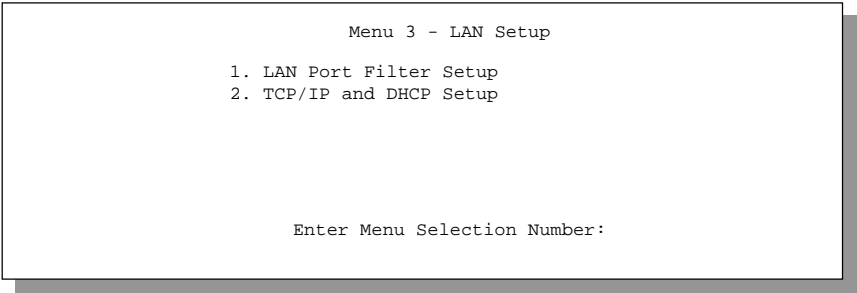 Menu 3 - LAN Setup
1. LAN Port Filter Setup
2. TCP/IP and DHCP Setup
Enter Menu Selection Number: